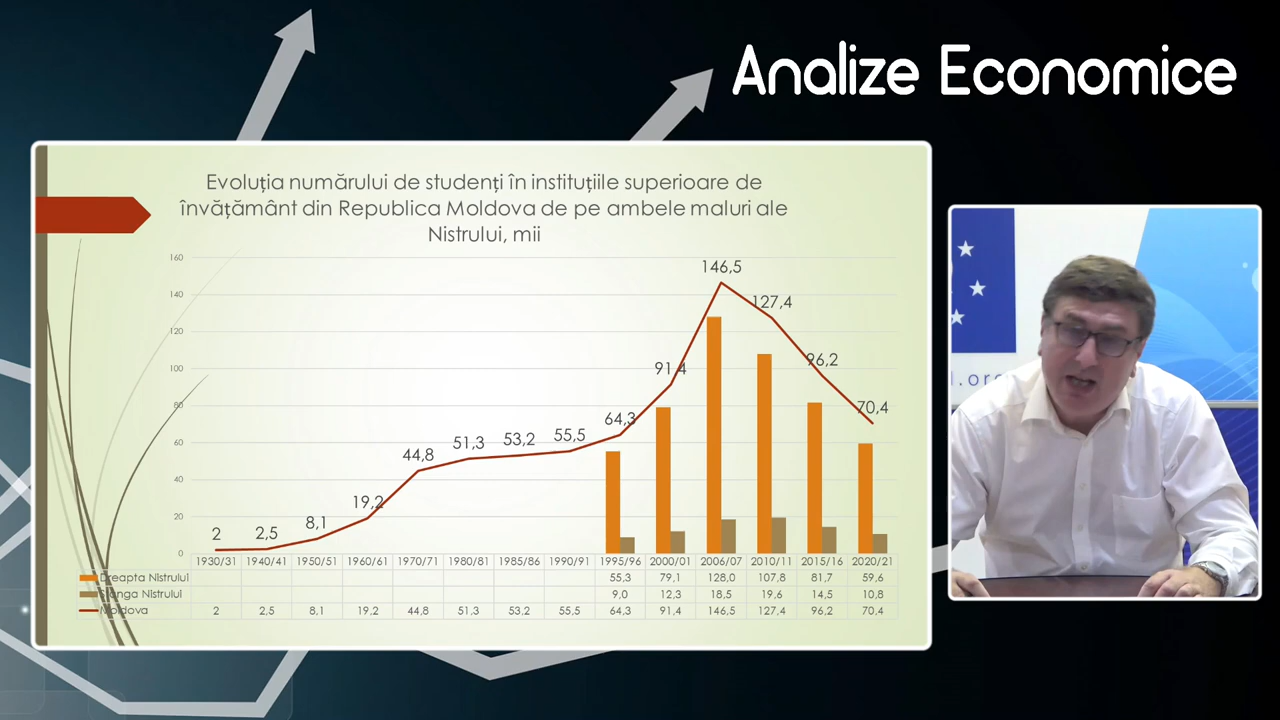 Analize Economice
Evoluția numărului de studenți în instituțiile superioare de
învățământ din Republica Moldova de pe ambele maluri ale
Nistrului, mii
160
140
120
100
80
60
40
20
0
2
2,5
8,1
19,2
44,8
51,3
53,2
55,5
64,3
91,4
146,5
127,4
96,2
70,4
1930/31 1940/41 1950/51 1960/61 1970/71 1980/81 1985/86 1990/91 1995/96 2000/01 2006/07 2010/11 2015/16 2020/21
Dreapta Nistrului 55,3 79,1 128,0 107,8 81,7 59,6
Stânga Nistrului 9,0 12,3 18,5 19,6 14,5 10,8
Moldova 2 2,5 8,1 19,2 44,8 51,3 53,2 55,5 64,3 91,4 146,5 127,4 96,2 70,4